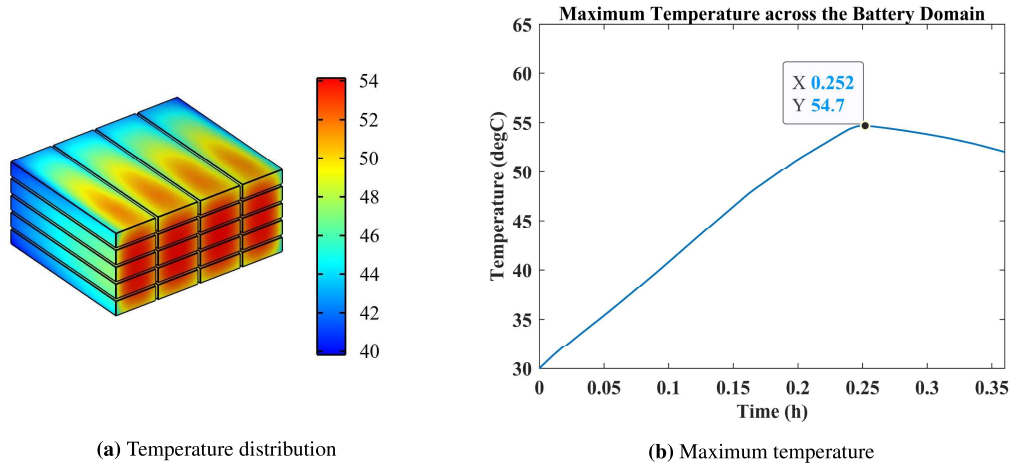 54
52
50
48
46
44
42
40
(a) Temperature distribution
Maximum Temperature across the Battery Domain
65
60
55
50
45
40
35
30
Temperature (degC)
X 0.252
Y 54.7
0 0.05 0.1 0.15 0.2 0.25 0.3 0.35
Time (h)
(b) Maximum temperature